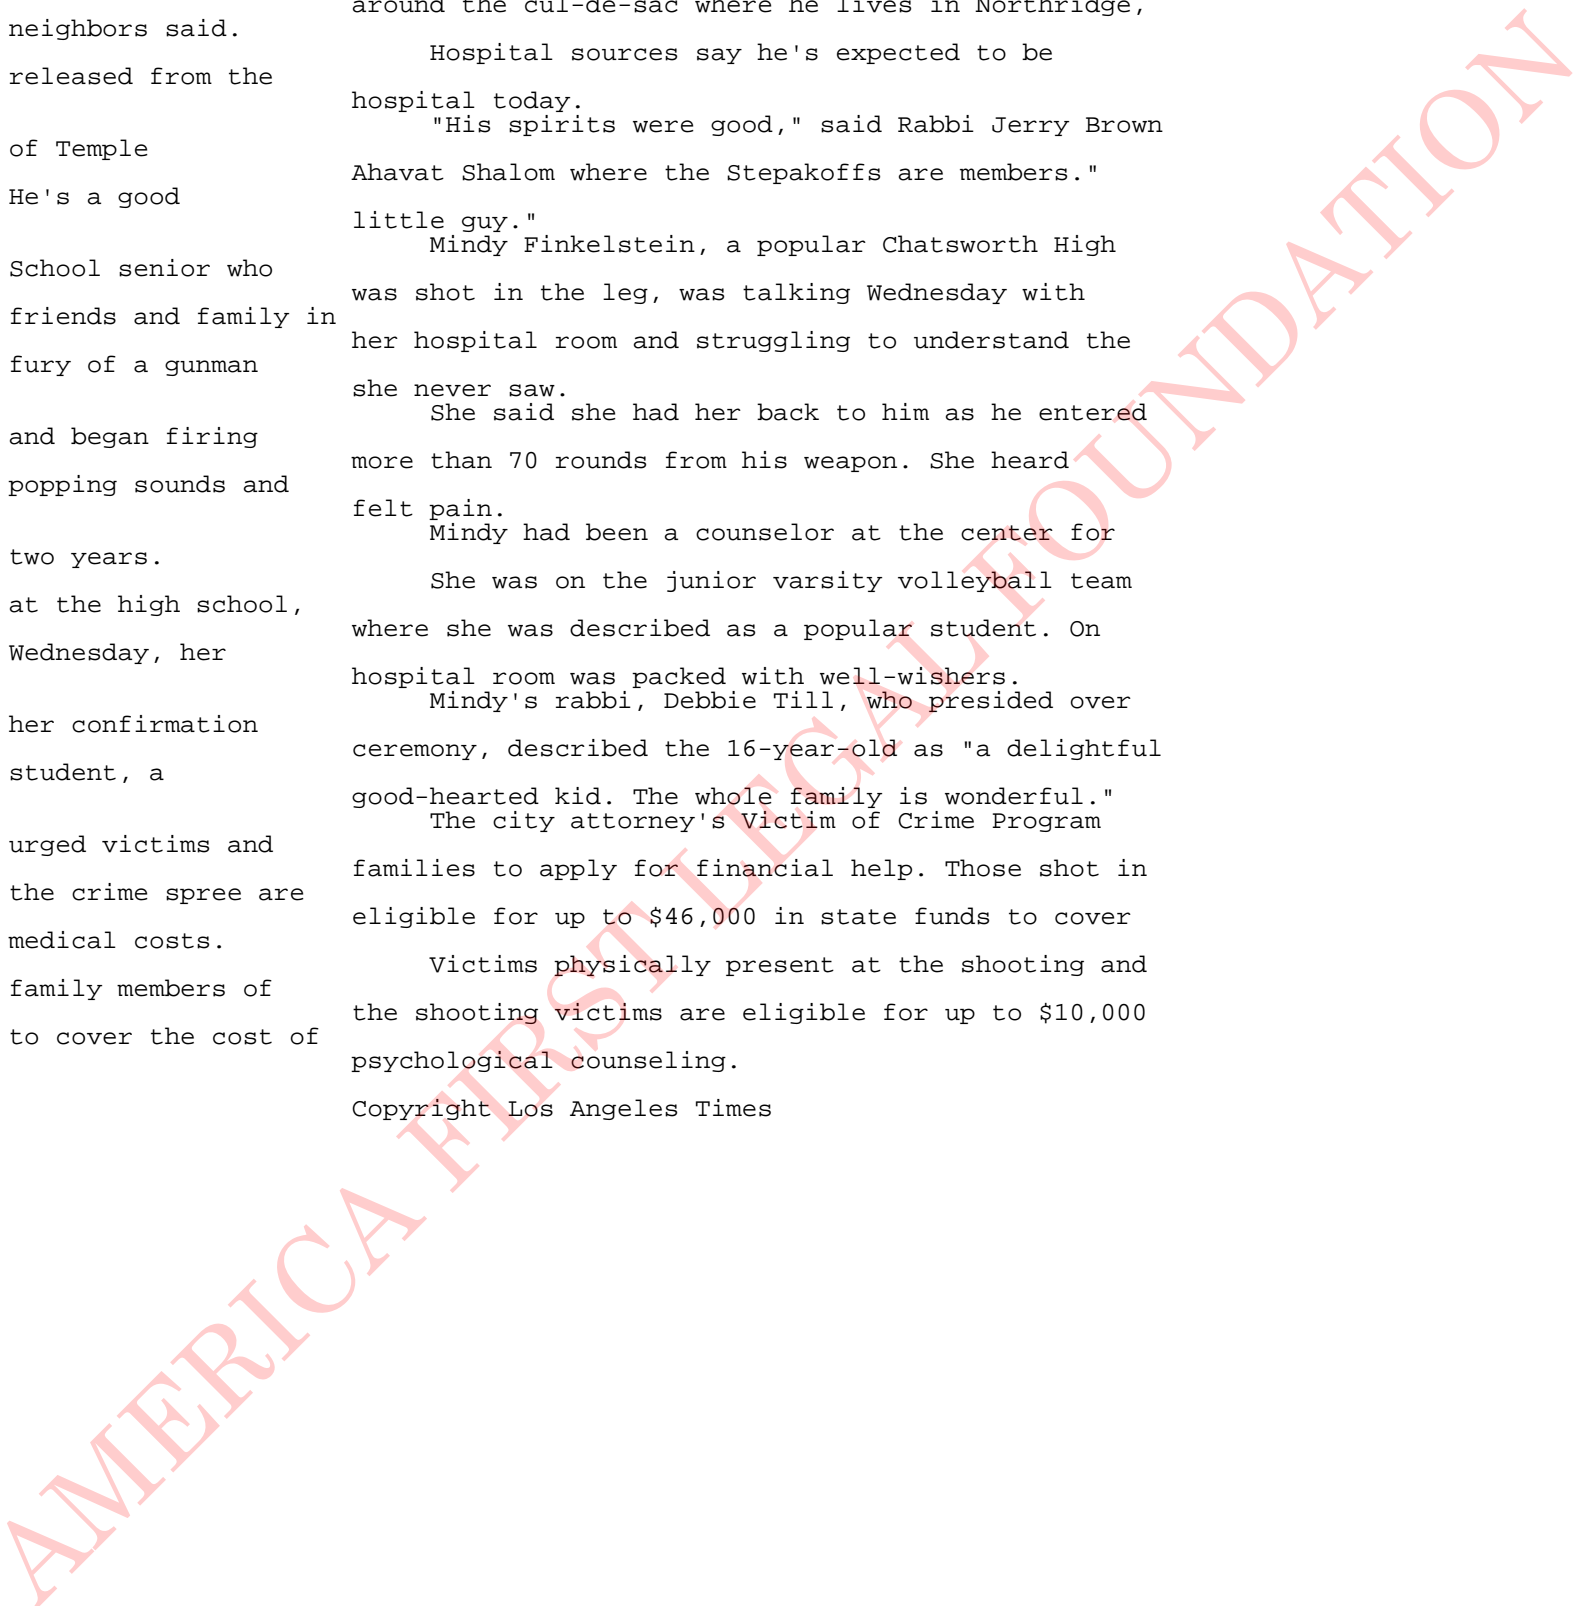 around the cul-de-sac where he lives in Northridge,
neighbors said.
Hospital sources say he's expected to be
released from the
hospital today.
"His spirits were good," said Rabbi Jerry Brown
of Temple
Ahavat Shalom where the Stepakoffs are members."
He's a good
little guy."
Mindy Finkelstein, a popular Chatsworth High
School senior who
was shot in the leg, was talking Wednesday with
friends and family in
her hospital room and struggling to understand the
fury of a gunman
she never saw.
She said she had her back to him as he entered
and began firing
more than 70 rounds from his weapon. She heard
popping sounds and
felt pain.
Mindy had been a counselor at the center for
two years.
She was on the junior varsity volleyball team
at the high school,
where she was described as a popular student. On
Wednesday, her
hospital room was packed with well-wishers.
Mindy's rabbi, Debbie Till, who presided over
her confirmation
ceremony, described the 16-year-old as "a delightful
student, a
good-hearted kid. The whole family is wonderful."
The city attorney's Victim of Crime Program
urged victims and
families to apply for financial help. Those shot in
the crime spree are
eligible for up to $46,000 in state funds to cover
medical costs.
Victims physically present at the shooting and
family members of
the shooting victims are eligible for up to $10,000
to cover the cost of
psychological counseling.
Copyright Los Angeles Times
AMERICA FIRST LEGAL FOUNDATION